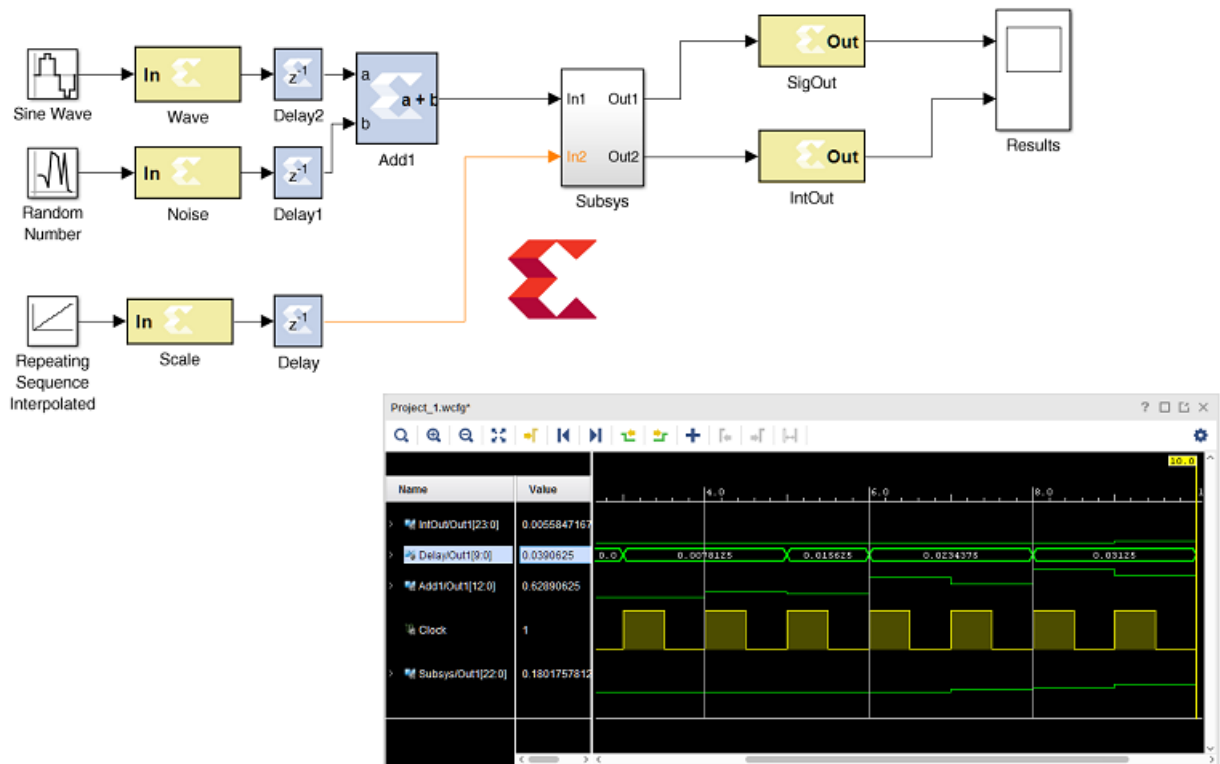 Sine Wave
In
Wave
z-1
Delay2
a
b
a + b
Add1
Random
Number
In
Noise
z-1
Delay1
Repeating
Sequence
Interpolated
In
Scale
z-1
Delay
In1 Out1
In2 Out2
Subsys
Out
SigOut
Out
IntOut
Results
Project_1.wcfg*
?
10.0
Name Value
4.0 6.0 8.0 1
IntOut/Out1[23:0] 0.0055847167
Delay/Out1[9:0] 0.0390625 0.0 0.0078125 0.015625 0.0234375 0.03125
Add1/Out1[12:0] 0.62890625
Clock 1
Subsys/Out1[22:0] 0.1801757812